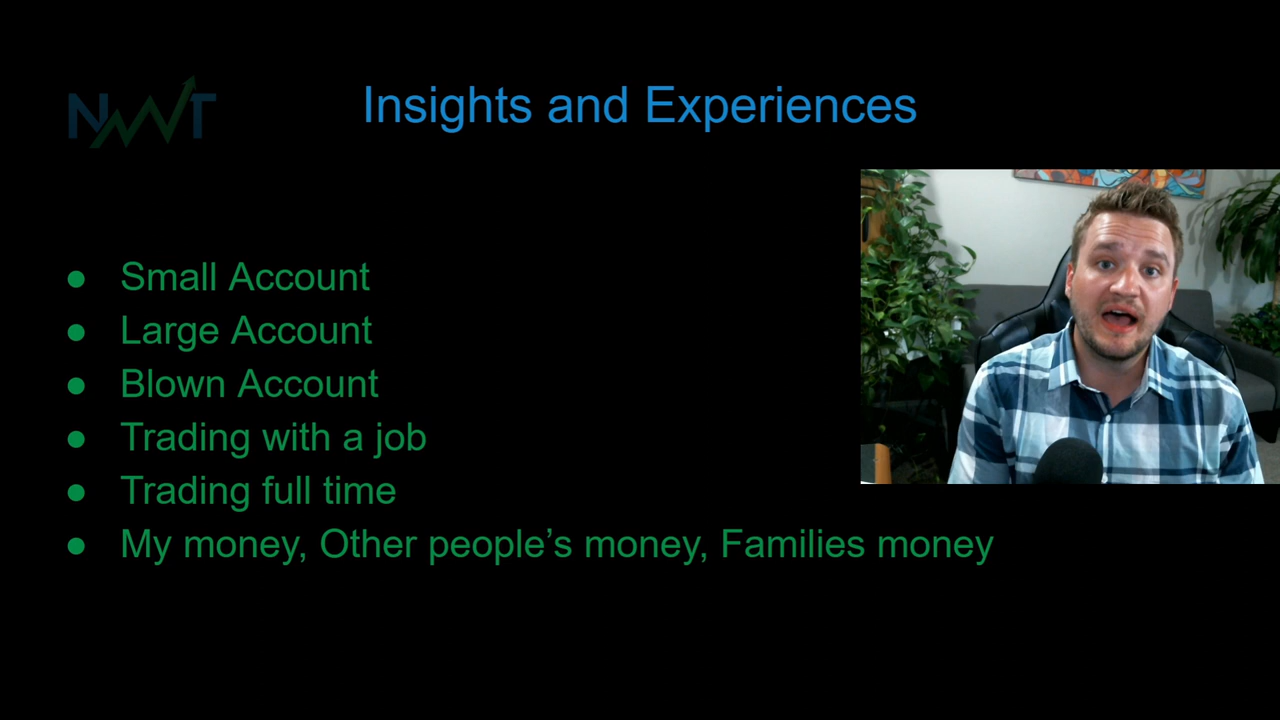 NWT
Insights and Experiences
Small Account
Large Account
Blown Account
Trading with a job
Trading full time
My money, Other people’s money, Families money